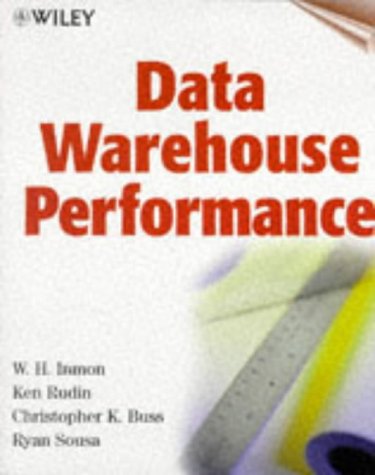 WILEY
Data
Warehouse
Performance
W. H. Inmon
Ken Rudin
Christopher K. Buss
Ryan Sousa